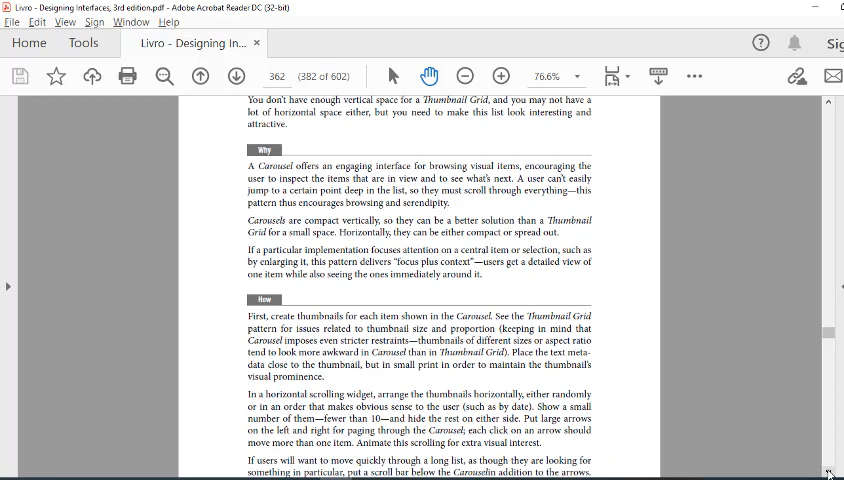 Livro - Designing Interfaces, 3rd edition.pdf - Adobe Acrobat Reader DC (32-bit)
File Edit View Sign Window Help
Home Tools Livro - Designing In... ×
362 (382 of 602) 76.6%
You don't have enough vertical space for a Thumbnail Grid, and you may not have a
lot of horizontal space either, but you need to make this list look interesting and
attractive.
Why
A Carousel offers an engaging interface for browsing visual items, encouraging the
user to inspect the items that are in view and to see what's next. A user can't easily
jump to a certain point deep in the list, so they must scroll through everything—this
pattern thus encourages browsing and serendipity.
Carousels are compact vertically, so they can be a better solution than a Thumbnail
Grid for a small space. Horizontally, they can be either compact or spread out.
If a particular implementation focuses attention on a central item or selection, such as
by enlarging it, this pattern delivers “focus plus context”—users get a detailed view of
one item while also seeing the ones immediately around it.
How
First, create thumbnails for each item shown in the Carousel. See the Thumbnail Grid
pattern for issues related to thumbnail size and proportion (keeping in mind that
Carousel imposes even stricter restraints—thumbnails of different sizes or aspect ratio
tend to look more awkward in Carousel than in Thumbnail Grid). Place the text meta-
data close to the thumbnail, but in small print in order to maintain the thumbnail's
visual prominence.
In a horizontal scrolling widget, arrange the thumbnails horizontally, either randomly
or in an order that makes obvious sense to the user (such as by date). Show a small
number of them—fewer than 10—and hide the rest on either side. Put large arrows
on the left and right for paging through the Carousel; each click on an arrow should
move more than one item. Animate this scrolling for extra visual interest.
If users will want to move quickly through a long list, as though they are looking for
something in particular, put a scroll bar below the Carouselin addition to the arrows.